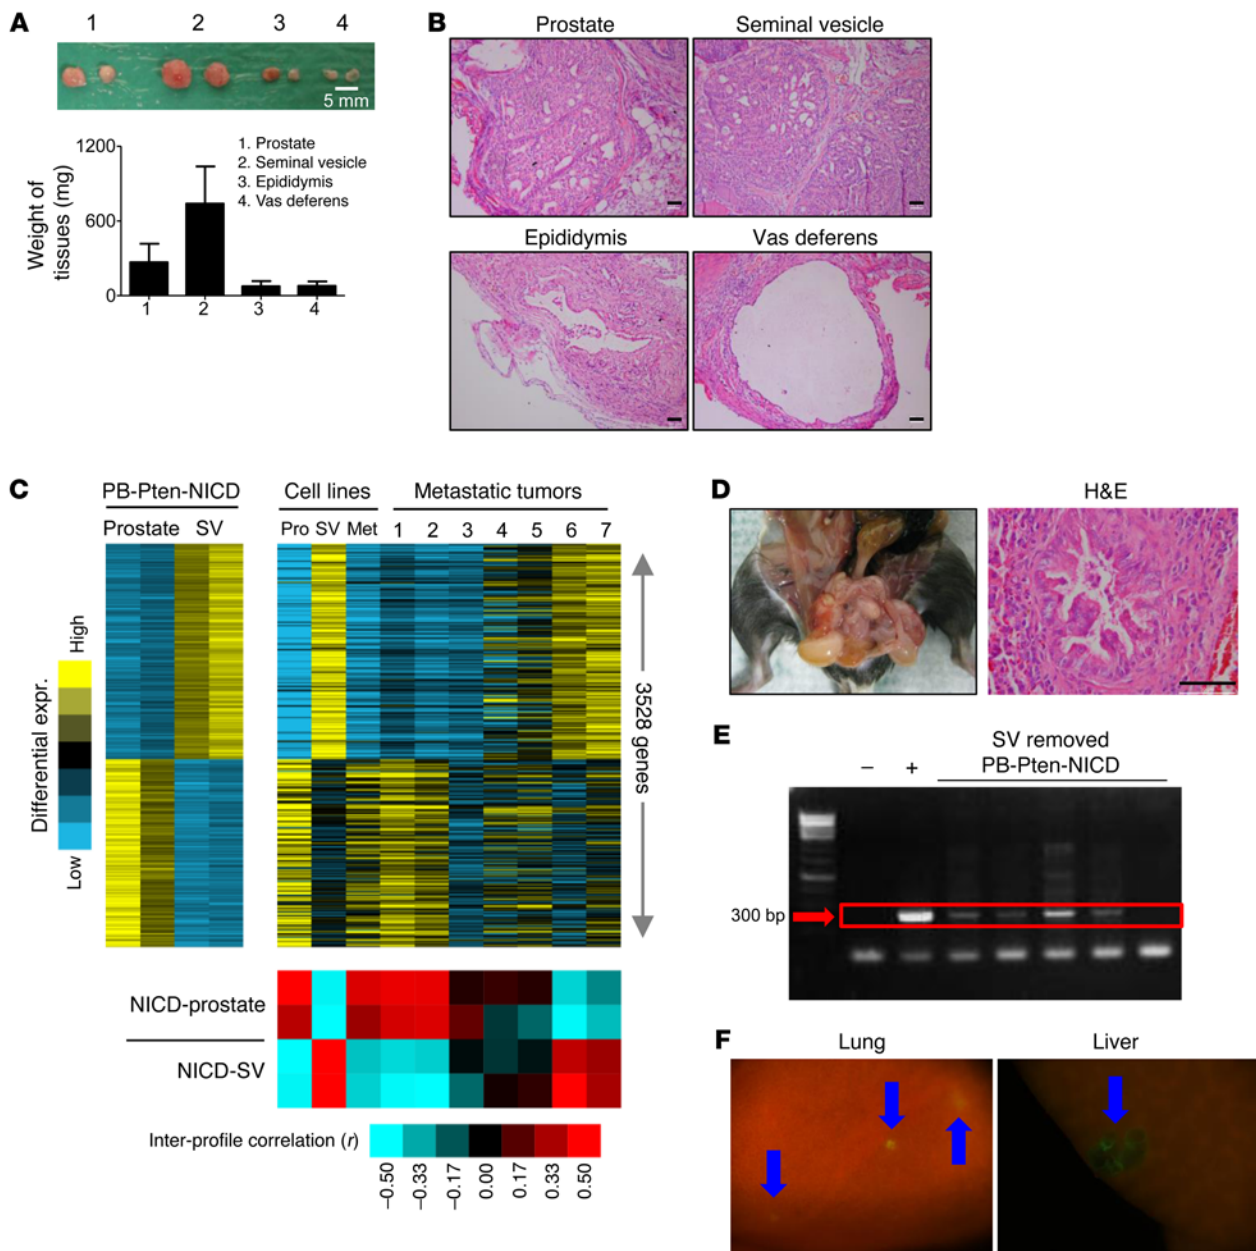 A
1 2 3 4
5 mm
1200
600
0
Weight of
tissues (mg)
1. Prostate
2. Seminal vesicle
3. Epididymis
4. Vas deferens
1 2 3 4
B
Prostate Seminal vesicle
Epididymis Vas deferens
C
PB-Pten-NICD
Prostate SV
Cell lines Metastatic tumors
Pro SV Met 1 2 3 4 5 6 7
High
Differential expr.
Low
3528 genes
NICD-prostate
NICD-SV
Inter-profile correlation (r)
−0.50 −0.33 −0.17 0.00 0.17 0.33 0.50
D
H&E
E
SV removed
– + PB-Pten-NICD
300 bp
F
Lung Liver